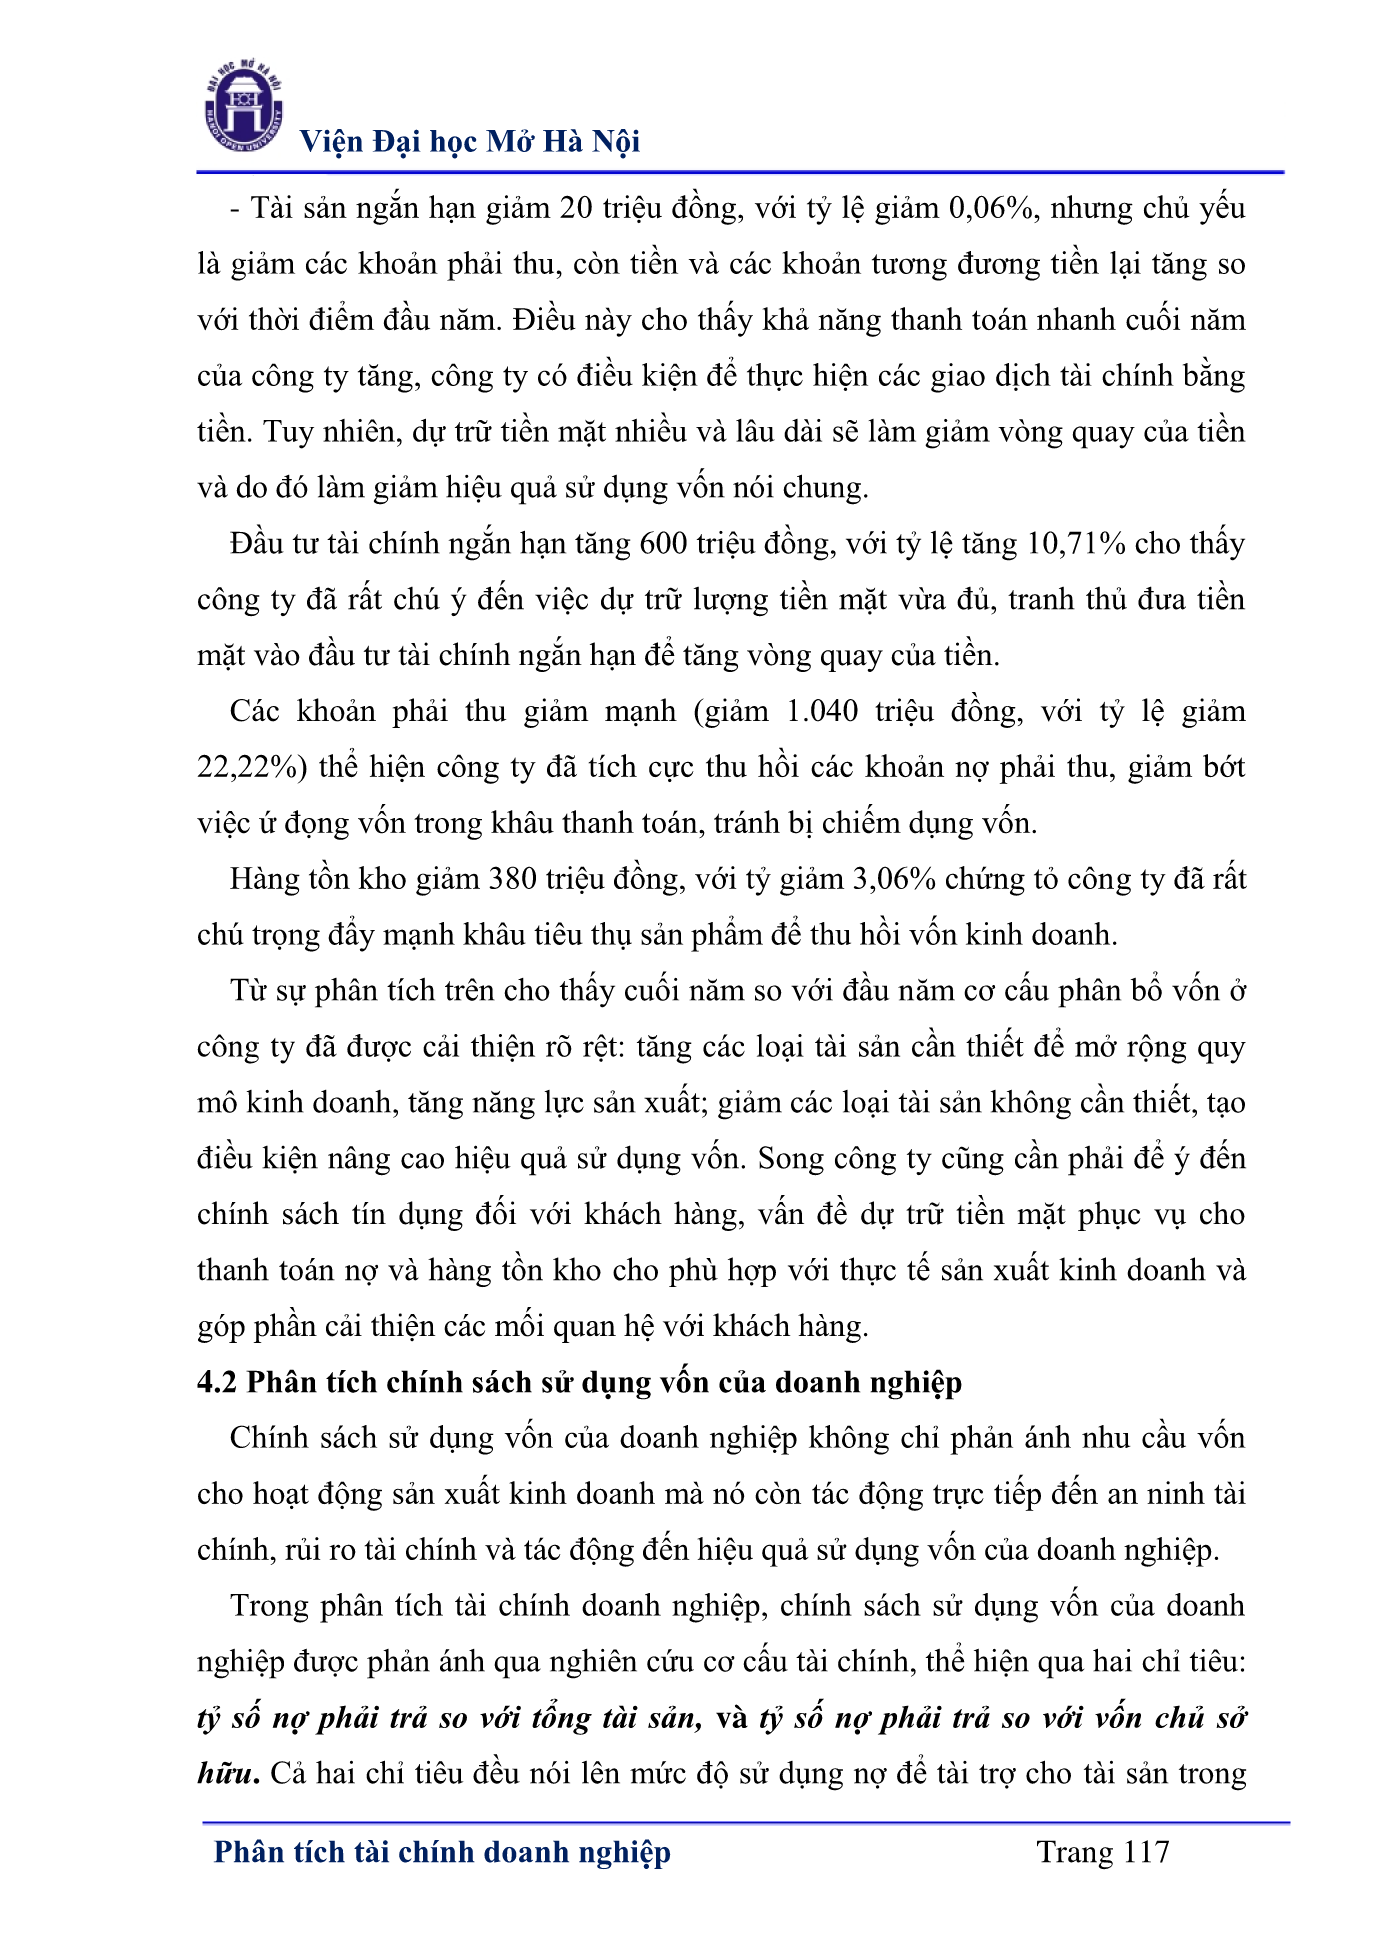 ĐẠI HỌC MỞ HÀ NỘI
HANOI OPEN UNIVERSITY
Viện Đại học Mở Hà Nội
- Tài sản ngắn hạn giảm 20 triệu đồng, với tỷ lệ giảm 0,06%, nhưng chủ yếu
là giảm các khoản phải thu, còn tiền và các khoản tương đương tiền lại tăng so
với thời điểm đầu năm. Điều này cho thấy khả năng thanh toán nhanh cuối năm
của công ty tăng, công ty có điều kiện để thực hiện các giao dịch tài chính bằng
tiền. Tuy nhiên, dự trữ tiền mặt nhiều và lâu dài sẽ làm giảm vòng quay của tiền
và do đó làm giảm hiệu quả sử dụng vốn nói chung.
Đầu tư tài chính ngắn hạn tăng 600 triệu đồng, với tỷ lệ tăng 10,71% cho thấy
công ty đã rất chú ý đến việc dự trữ lượng tiền mặt vừa đủ, tranh thủ đưa tiền
mặt vào đầu tư tài chính ngắn hạn để tăng vòng quay của tiền.
Các khoản phải thu giảm mạnh (giảm 1.040 triệu đồng, với tỷ lệ giảm
22,22%) thể hiện công ty đã tích cực thu hồi các khoản nợ phải thu, giảm bớt
việc ứ đọng vốn trong khâu thanh toán, tránh bị chiếm dụng vốn.
Hàng tồn kho giảm 380 triệu đồng, với tỷ giảm 3,06% chứng tỏ công ty đã rất
chú trọng đẩy mạnh khâu tiêu thụ sản phẩm để thu hồi vốn kinh doanh.
Từ sự phân tích trên cho thấy cuối năm so với đầu năm cơ cấu phân bổ vốn ở
công ty đã được cải thiện rõ rệt: tăng các loại tài sản cần thiết để mở rộng quy
mô kinh doanh, tăng năng lực sản xuất; giảm các loại tài sản không cần thiết, tạo
điều kiện nâng cao hiệu quả sử dụng vốn. Song công ty cũng cần phải để ý đến
chính sách tín dụng đối với khách hàng, vấn đề dự trữ tiền mặt phục vụ cho
thanh toán nợ và hàng tồn kho cho phù hợp với thực tế sản xuất kinh doanh và
góp phần cải thiện các mối quan hệ với khách hàng.
4.2 Phân tích chính sách sử dụng vốn của doanh nghiệp
Chính sách sử dụng vốn của doanh nghiệp không chỉ phản ánh nhu cầu vốn
cho hoạt động sản xuất kinh doanh mà nó còn tác động trực tiếp đến an ninh tài
chính, rủi ro tài chính và tác động đến hiệu quả sử dụng vốn của doanh nghiệp.
Trong phân tích tài chính doanh nghiệp, chính sách sử dụng vốn của doanh
nghiệp được phản ánh qua nghiên cứu cơ cấu tài chính, thể hiện qua hai chỉ tiêu:
tỷ số nợ phải trả so với tổng tài sản, và tỷ số nợ phải trả so với vốn chủ sở
hữu. Cả hai chỉ tiêu đều nói lên mức độ sử dụng nợ để tài trợ cho tài sản trong
Phân tích tài chính doanh nghiệp Trang 117